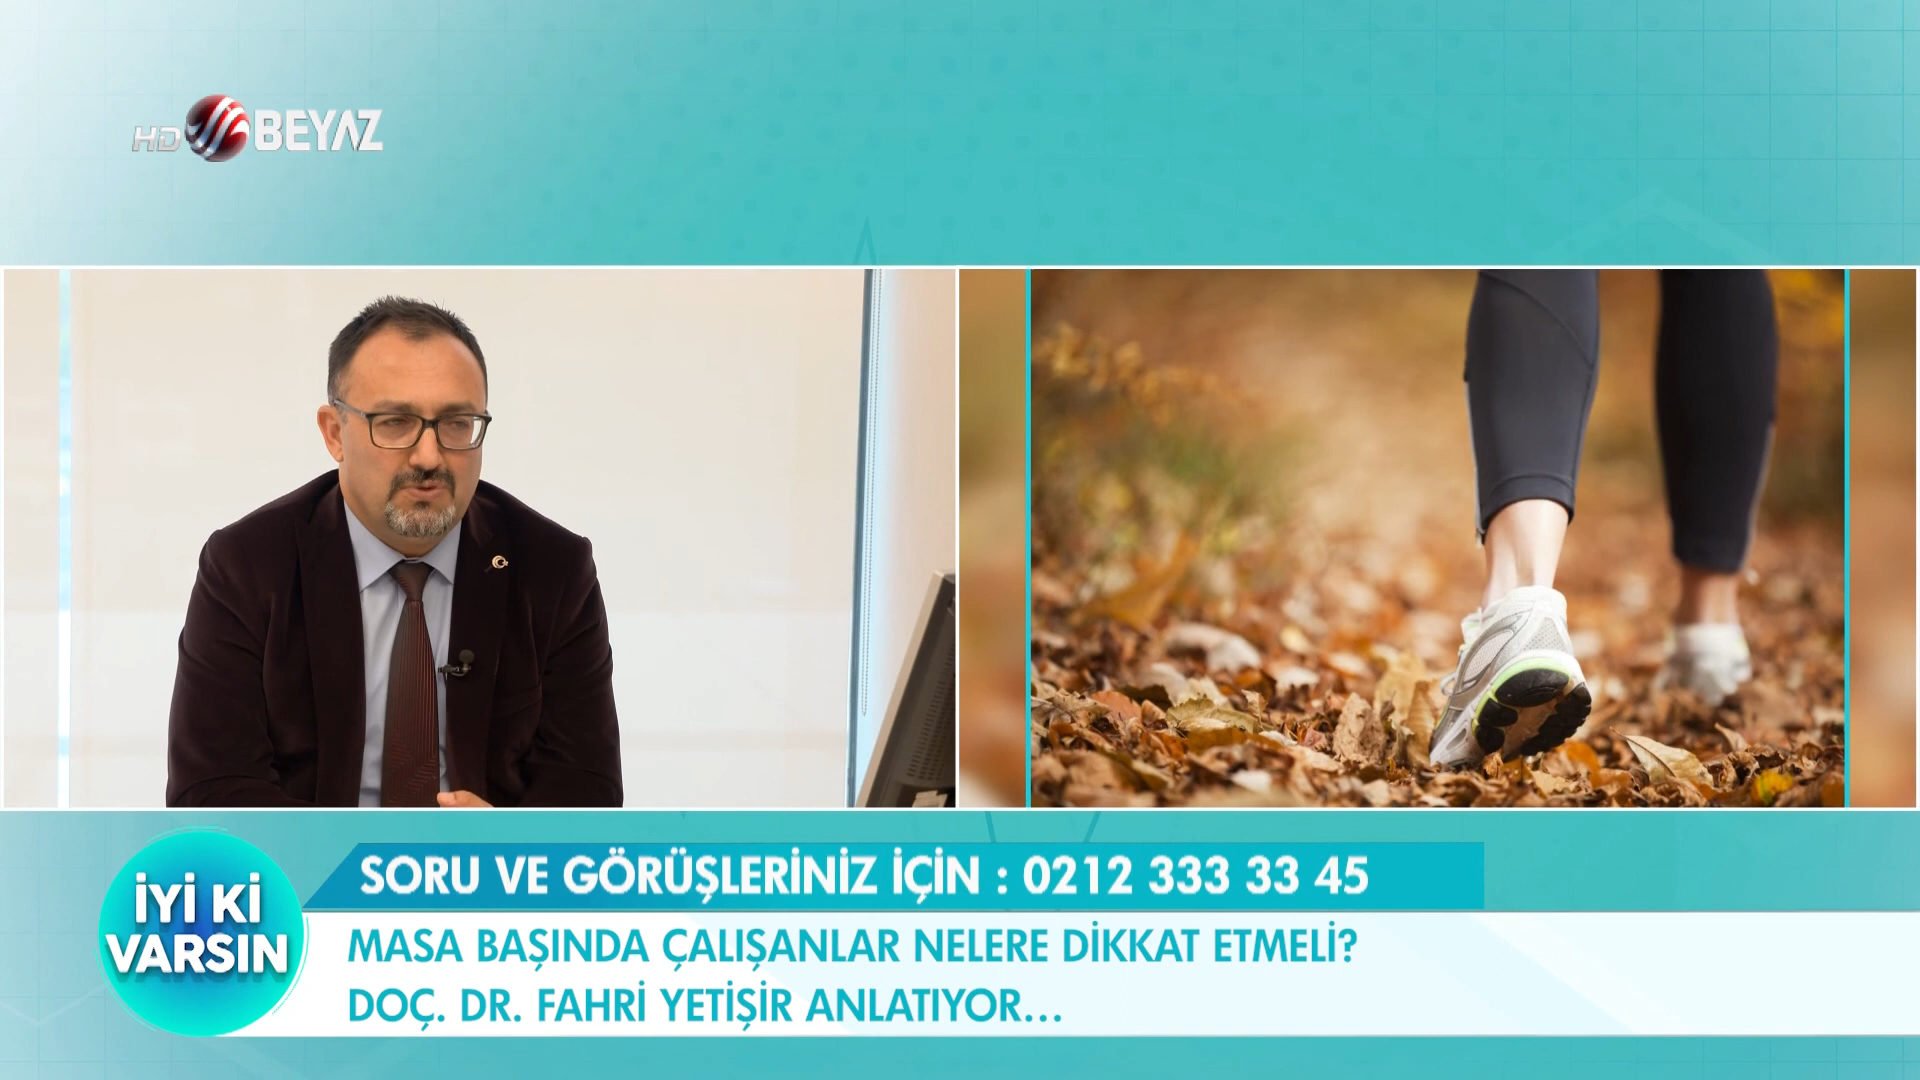 HD BEYAZ
SORU VE GÖRÜŞLERİNİZ İÇİN : 0212 333 33 45
İYİ Kİ
VARSIN
MASA BAŞINDA ÇALIŞANLAR NELERE DİKKAT ETMELİ?
DOÇ. DR. FAHRİ YETİŞİR ANLATIYOR...